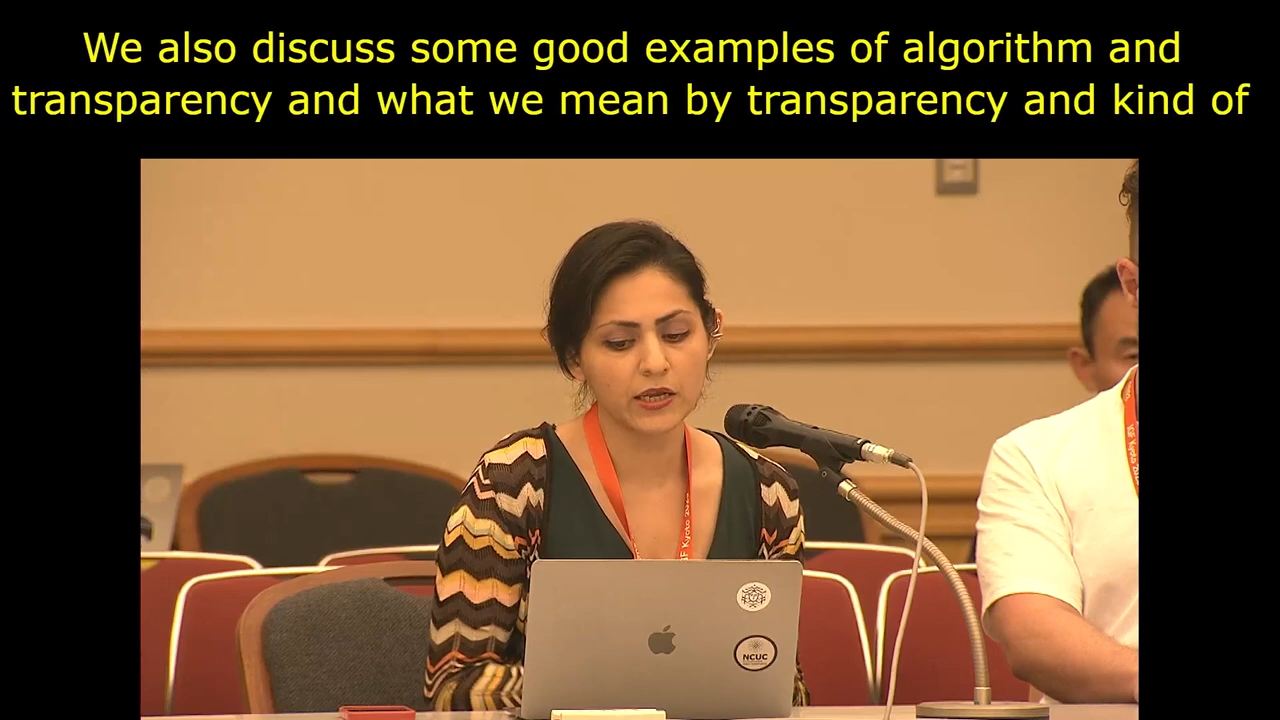 We also discuss some good examples of algorithm and
transparency and what we mean by transparency and kind of
Kyoto
NCUC